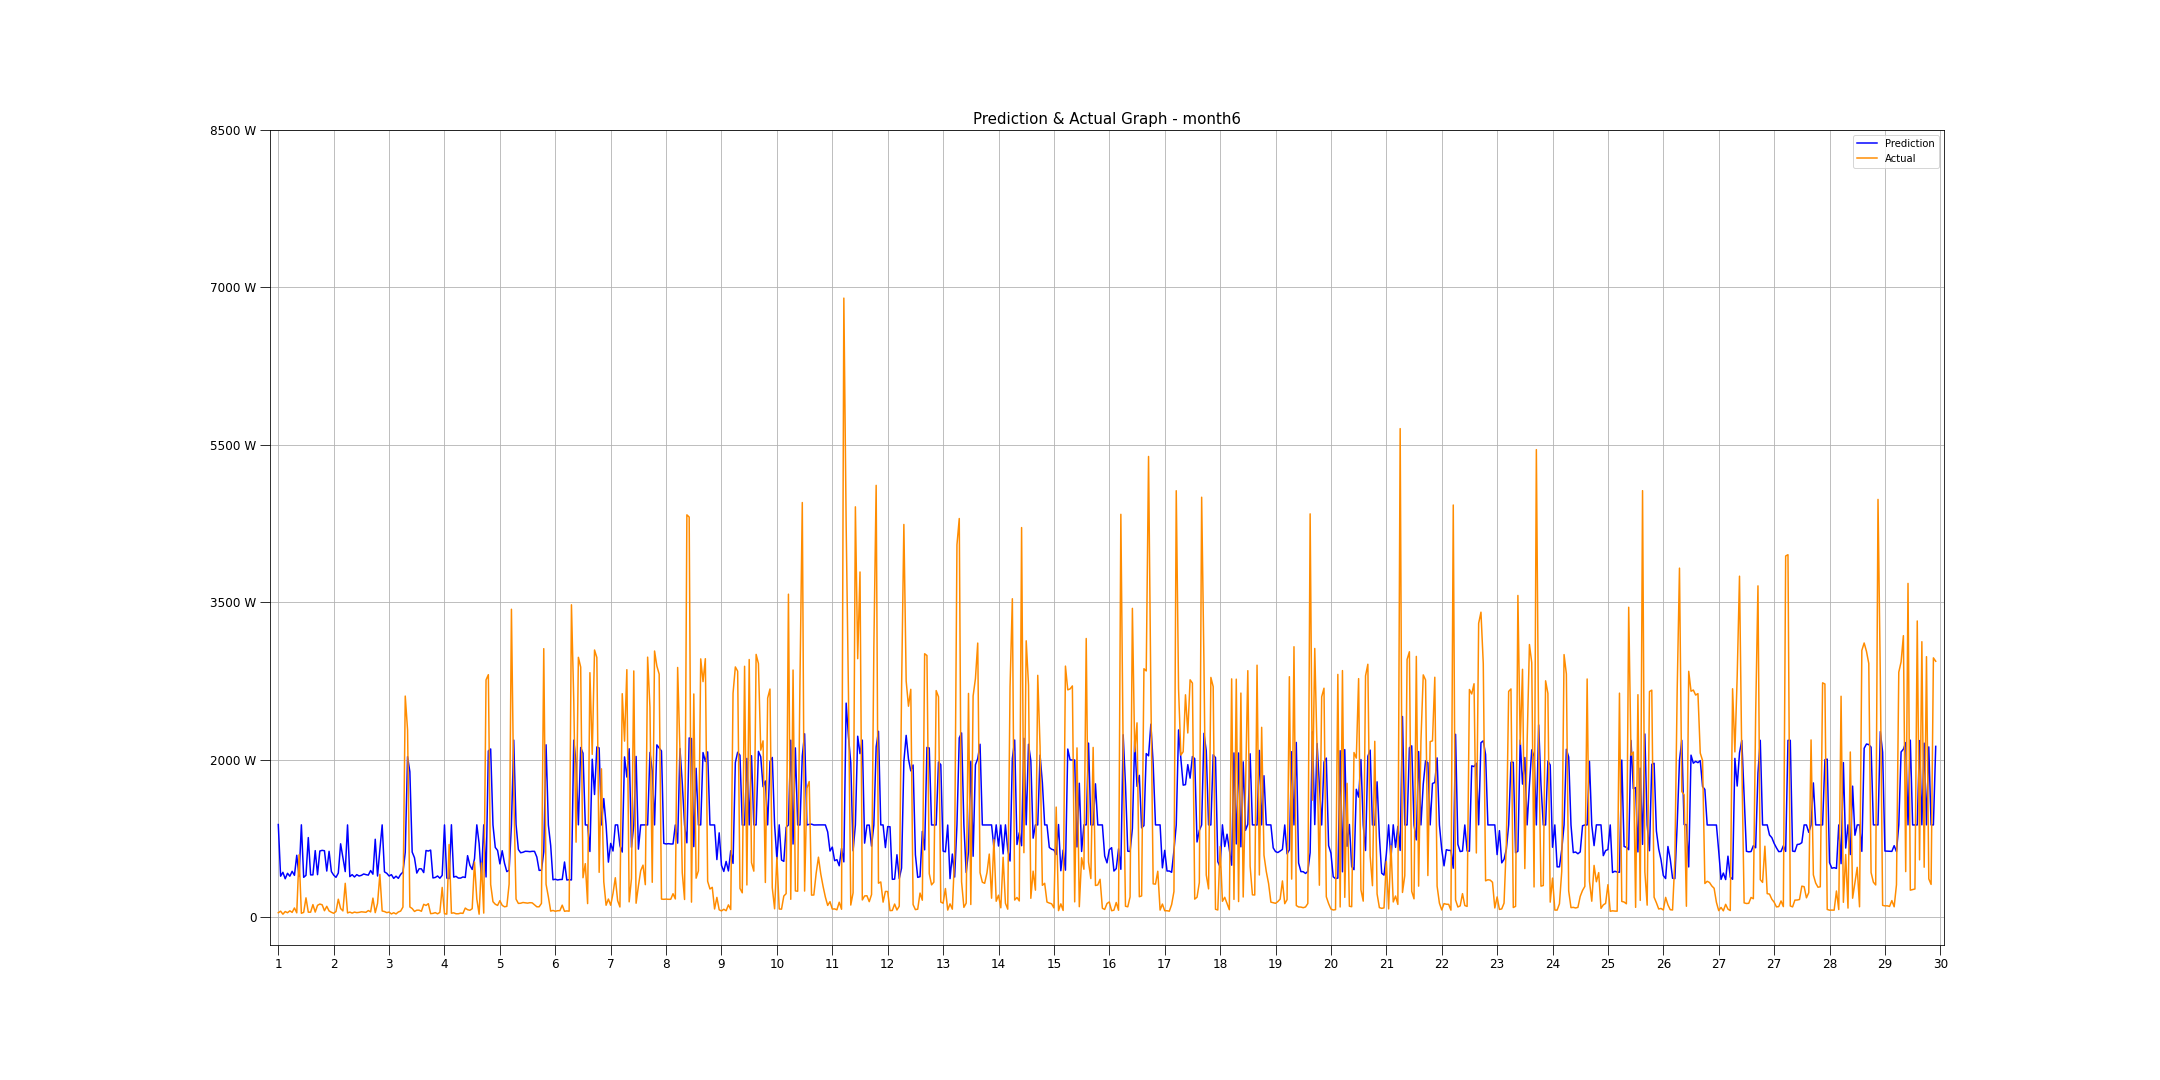 Prediction & Actual Graph - month6
8500 W
7000 W
5500 W
3500 W
2000 W
0
Prediction
Actual
1 2 3 4 5 6 7 8 9 10 11 12 13 14 15 16 17 18 19 20 21 22 23 24 25 26 27 27 28 29 30